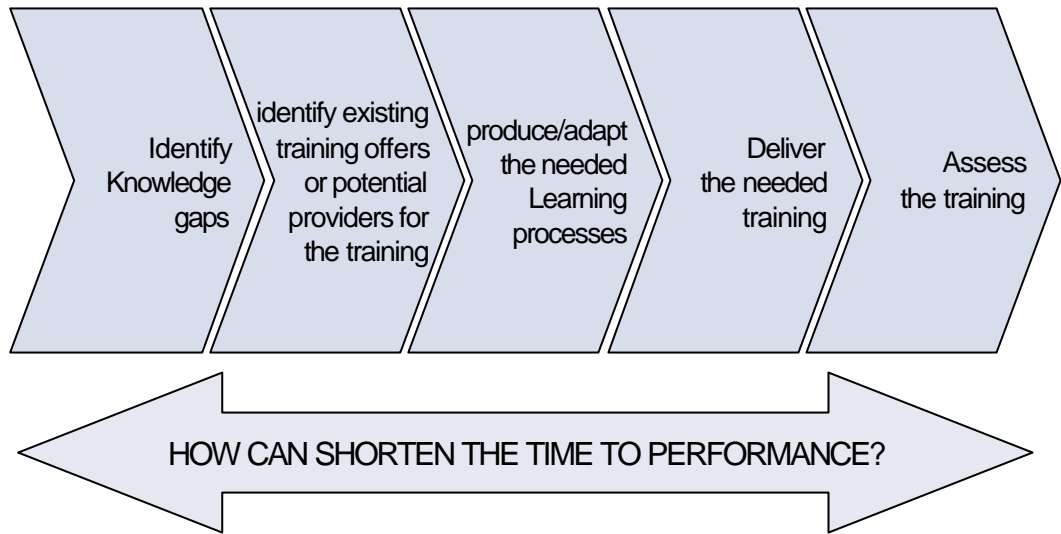 Identify
Knowledge
gaps
identify existing
training offers
or potential
providers for
the training
produce/adapt
the needed
Learning
processes
Deliver
the needed
training
Assess
the training
HOW CAN SHORTEN THE TIME TO PERFORMANCE?